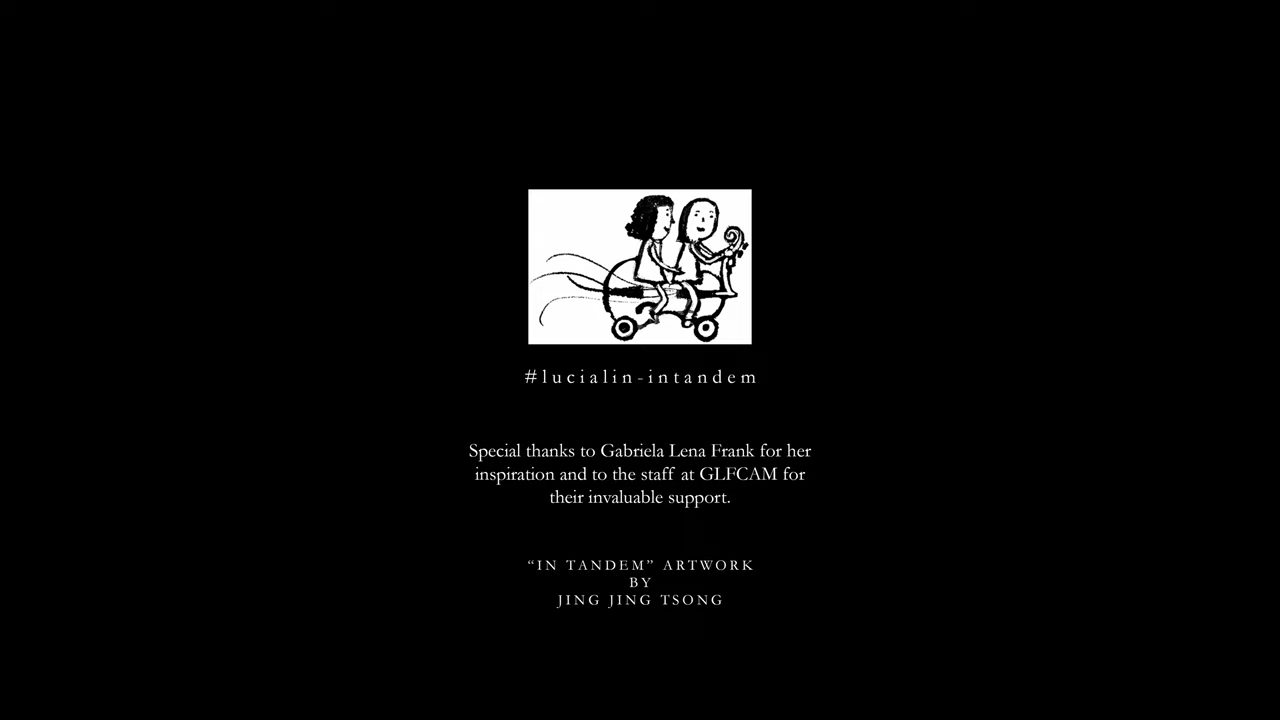 #lucialin-intandem
Special thanks to Gabriela Lena Frank for her
inspiration and to the staff at GLFCAM for
their invaluable support.
“IN TANDEM” ARTWORK
BY
JING JING TSONG